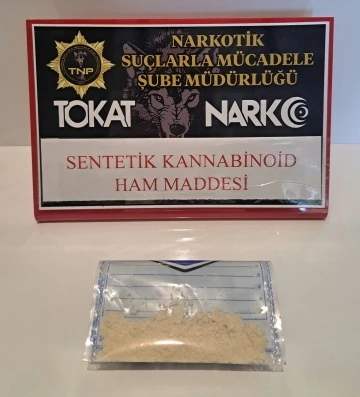 NARKOTİK
SUÇLARLA MÜCADELE
ŞUBE MÜDÜRLÜĞÜ
TNP
TOKAT NARKO
SENTETİK KANNABİNOİD
HAM MADDESİ